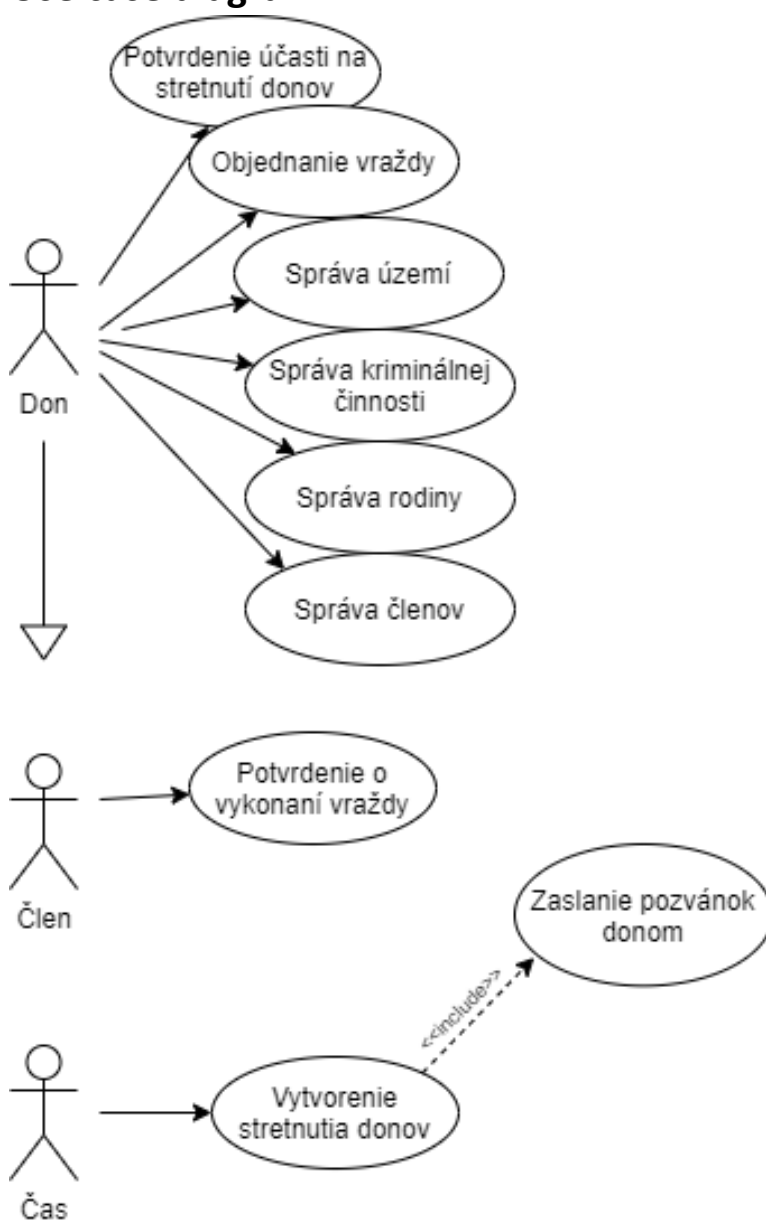 Potvrdenie účasti na
stretnutí donov
Objednanie vraždy
Správa území
Správa kriminálnej
činnosti
Don
Správa rodiny
Správa členov
Potvrdenie o
vykonaní vraždy
Člen
Zaslanie pozvánok
donom
<<include>>
Vytvorenie
stretnutia donov
Čas